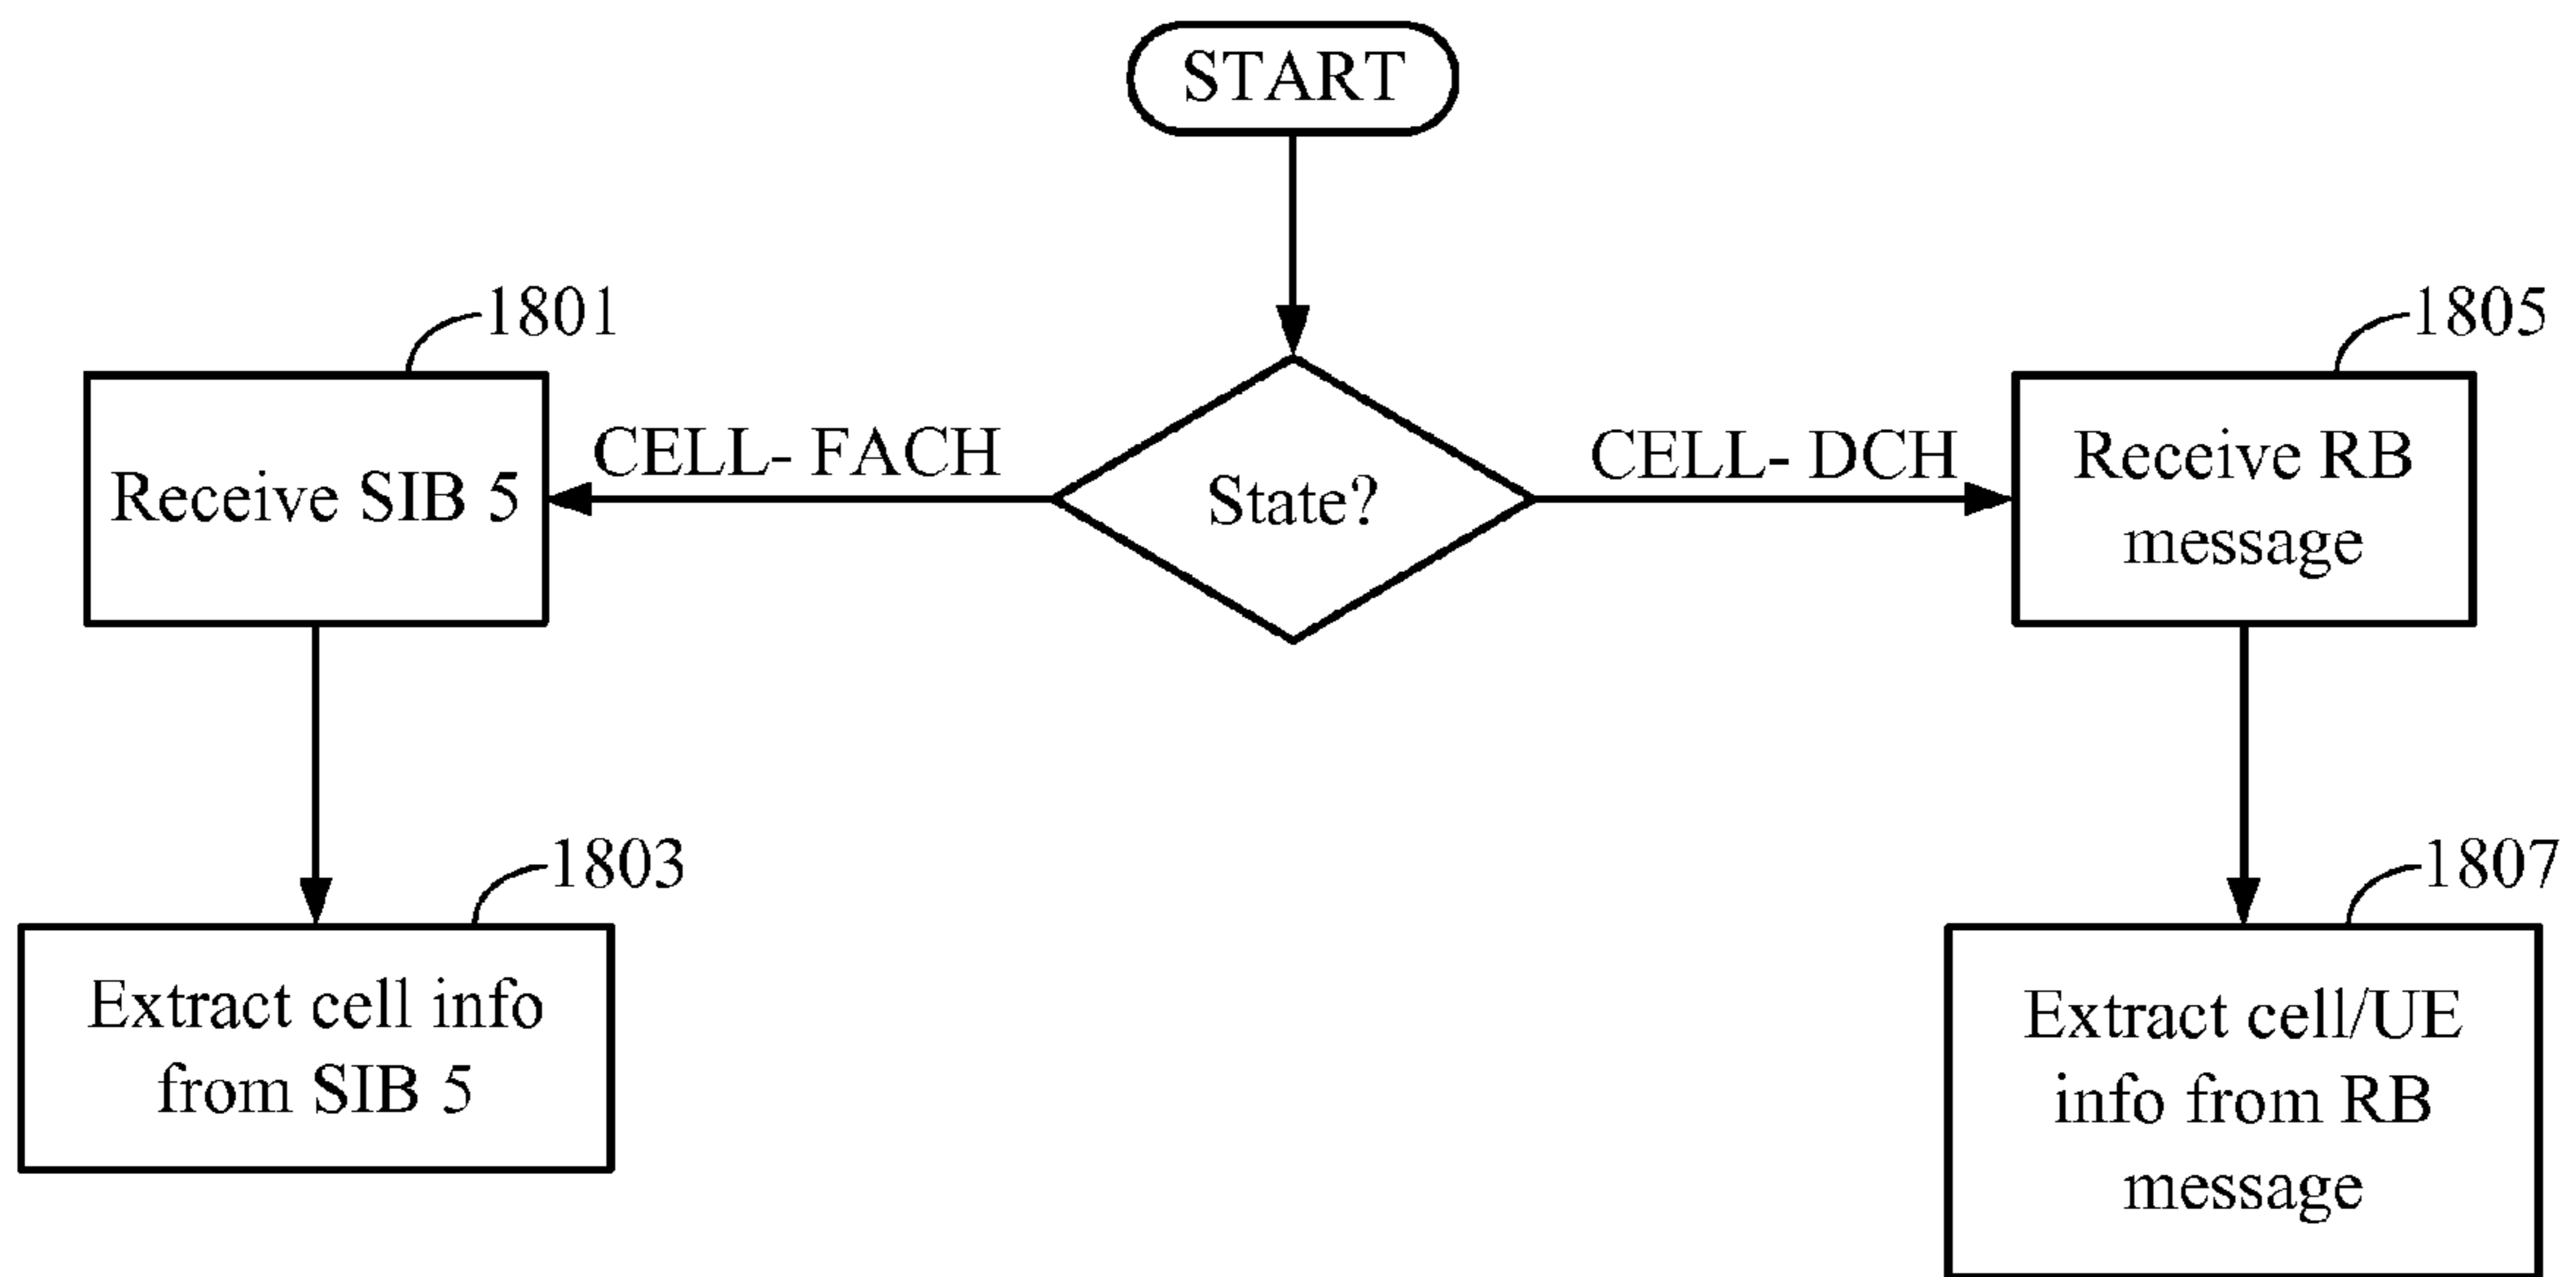 START
1801
1805
Receive SIB 5
CELL- FACH
State?
CELL- DCH
Receive RB
message
1803
1807
Extract cell info
from SIB 5
Extract cell/UE
info from RB
message